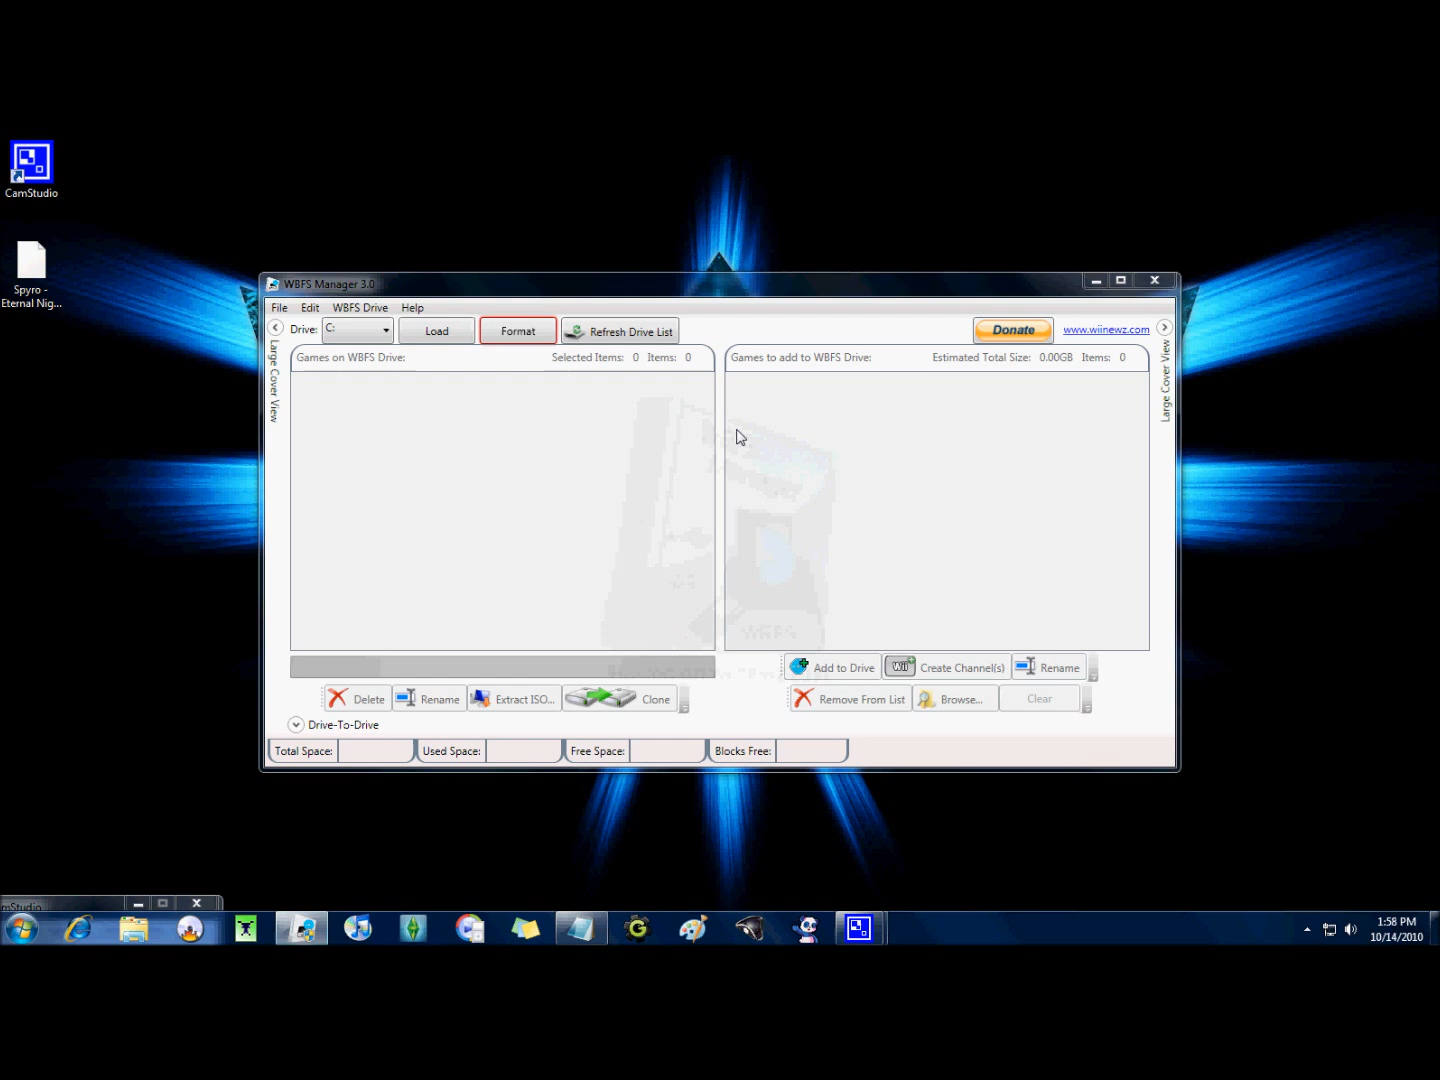 CamStudio
Spyro -
Eternal Nig...
WBFS Manager 3.0
File Edit WBFS Drive Help
Drive: C: Load Format Refresh Drive List Donate www.wiinewz.com
Large Cover View
Games on WBFS Drive: Selected Items: 0 Items: 0
Games to add to WBFS Drive: Estimated Total Size: 0.00GB Items: 0
Large Cover View
WBFS
Add to Drive Wii Create Channel(s) Rename
Delete Rename Extract ISO... Clone
Remove From List Browse... Clear
Drive-To-Drive
Total Space: Used Space: Free Space: Blocks Free:
mStudio
1:58 PM
10/14/2010